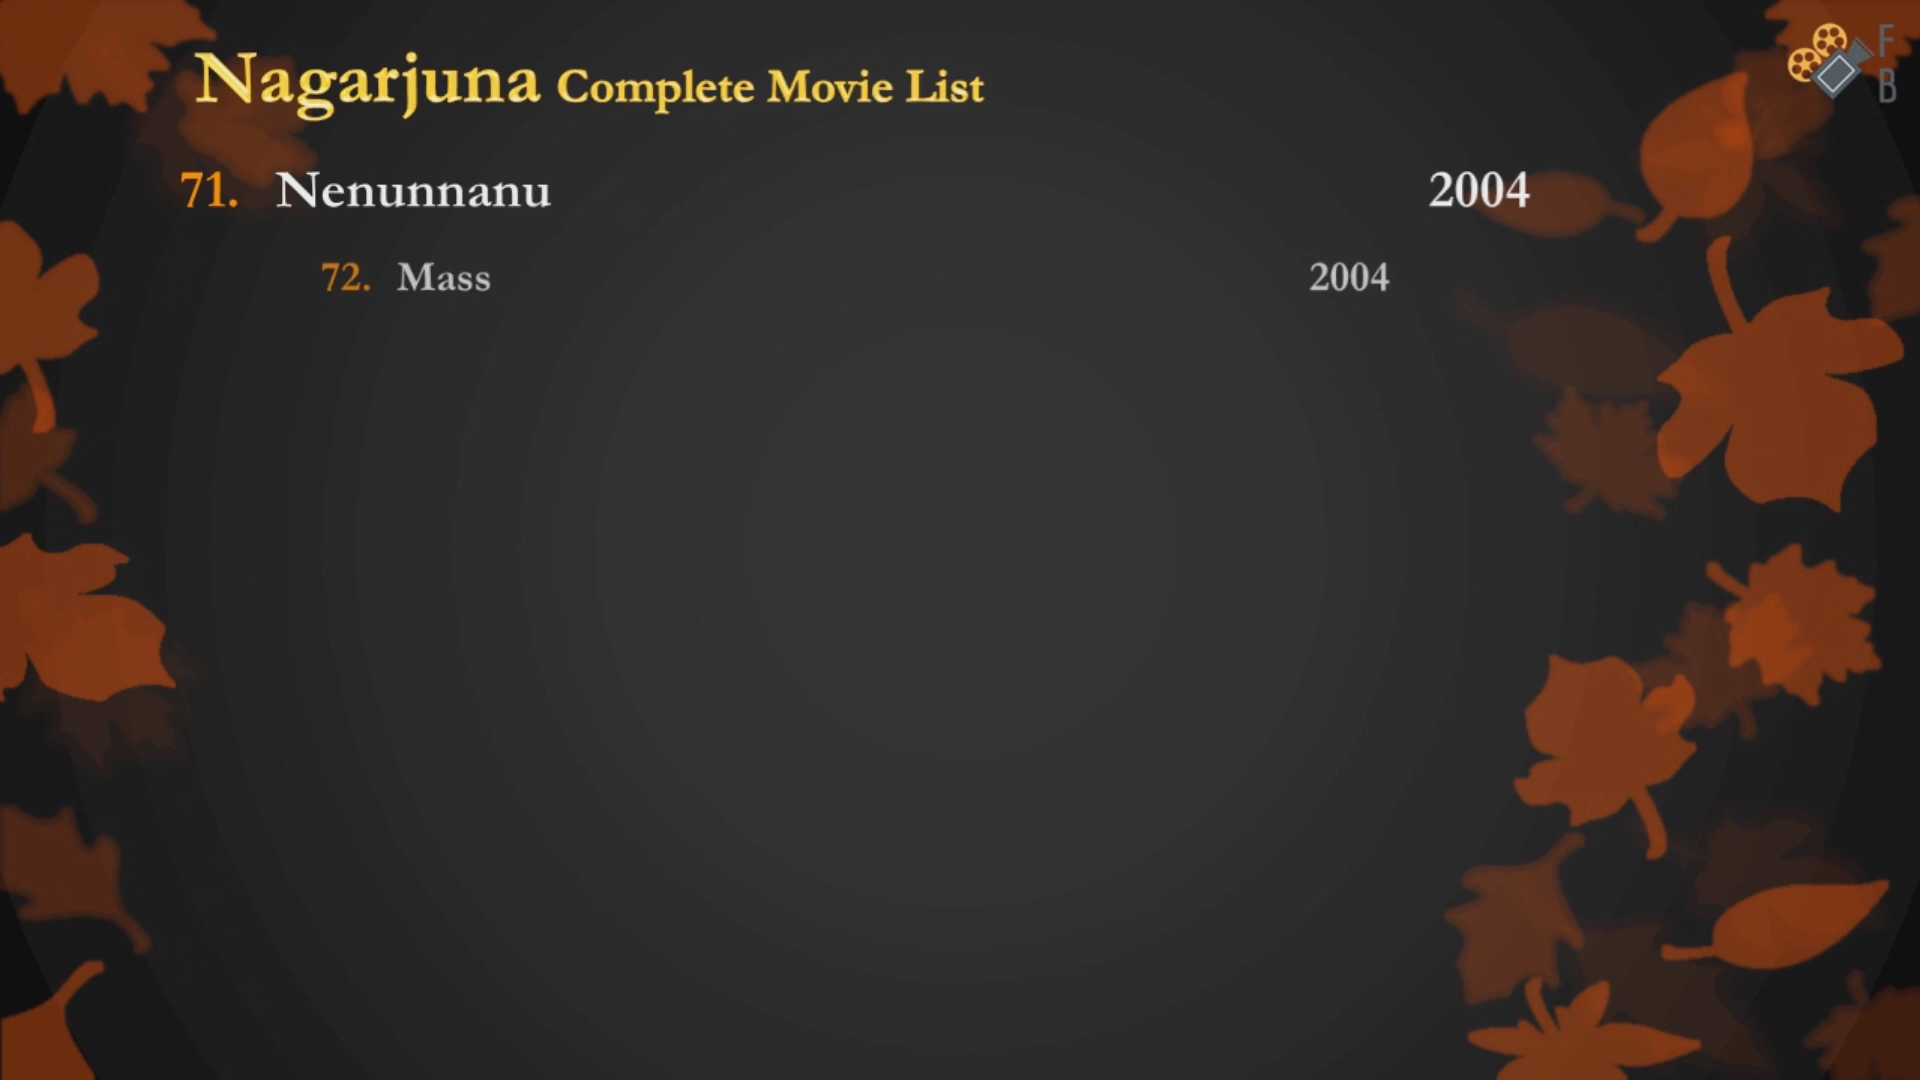 Nagarjuna Complete Movie List
F
B
71. Nenunnanu 2004
72. Mass 2004